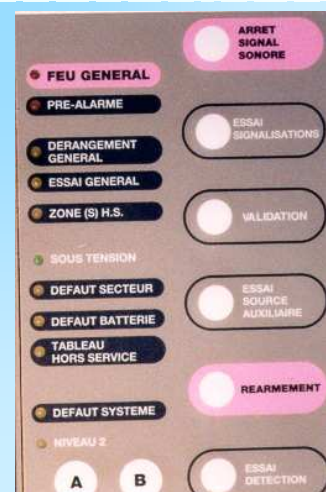 FEU GENERAL
PRE-ALARME
DERANGEMENT
GENERAL
ESSAI GENERAL
ZONE (S) H.S.
SOUS TENSION
DEFAUT SECTEUR
DEFAUT BATTERIE
TABLEAU
HORS SERVICE
DEFAUT SYSTEME
NIVEAU 2
A B
ARRET
SIGNAL
SONORE
ESSAI
SIGNALISATIONS
VALIDATION
ESSAI
SOURCE
AUXILIAIRE
REARMEMENT
ESSAI
DETECTION